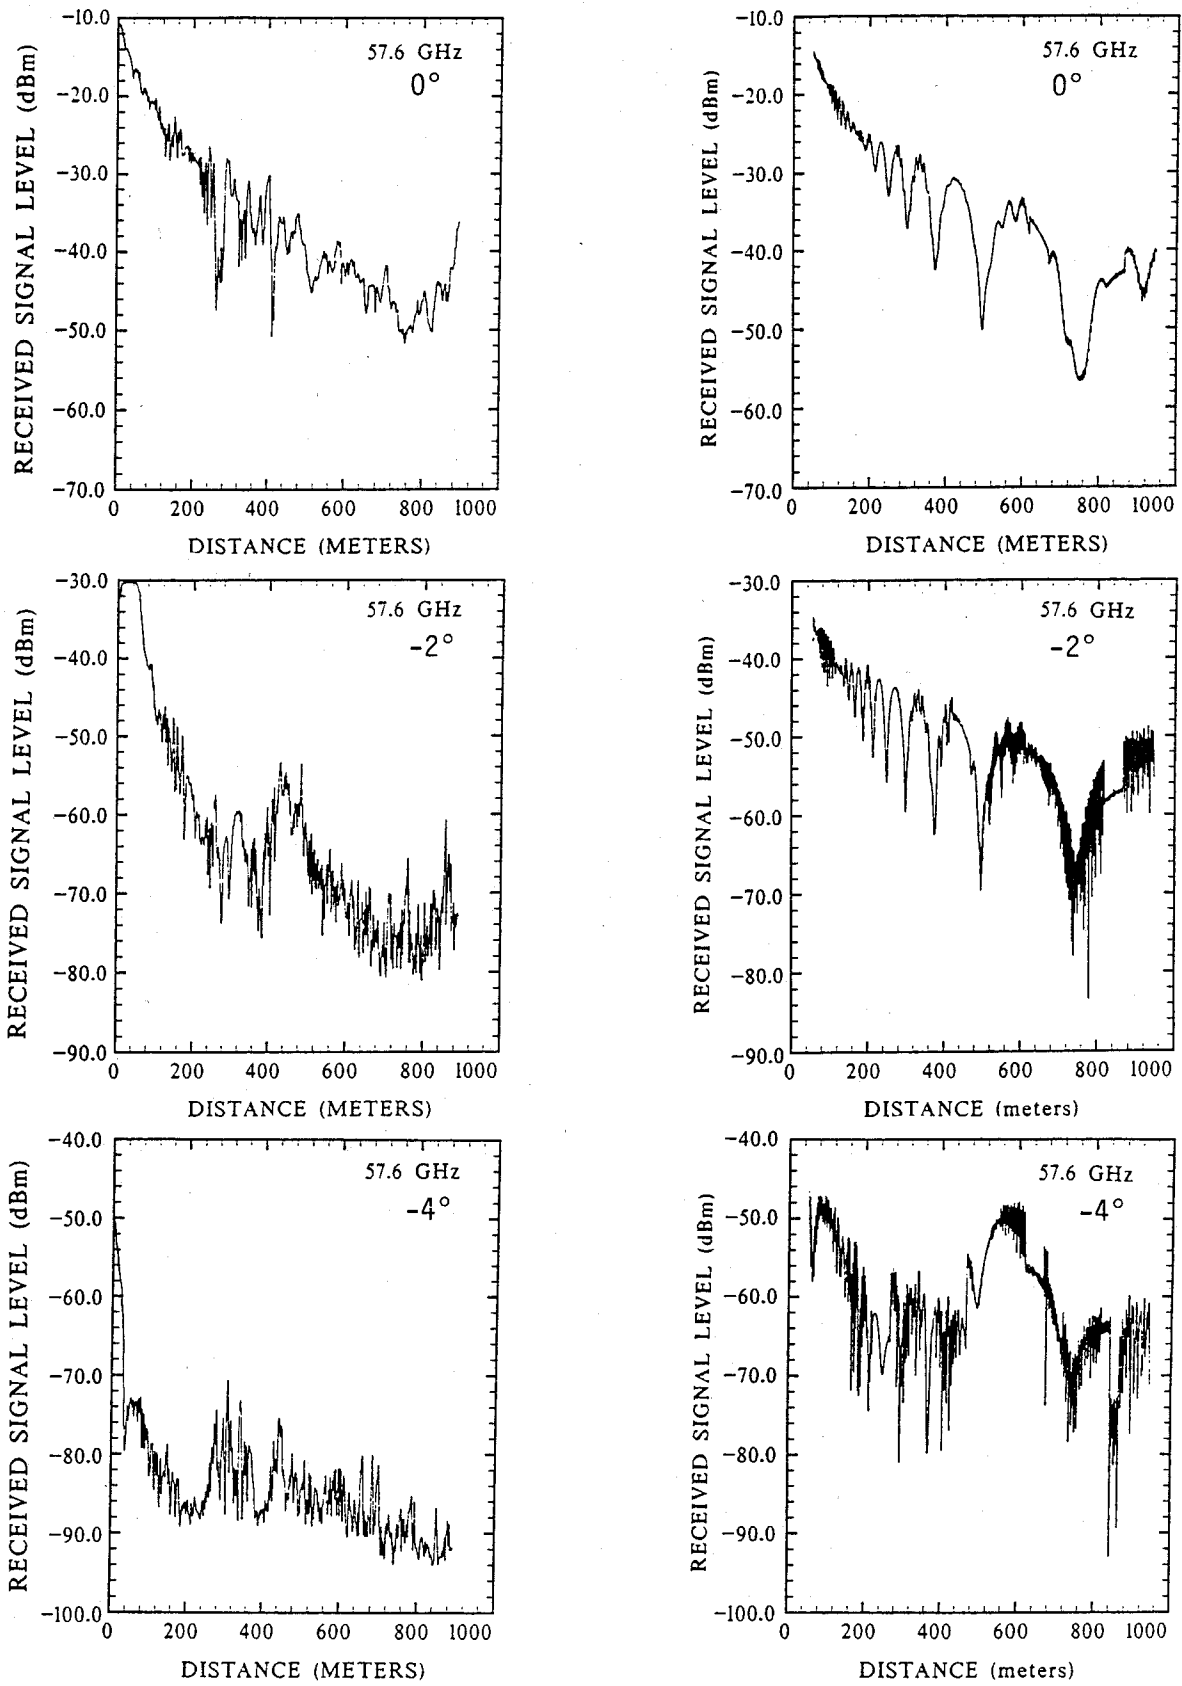 RECEIVED SIGNAL LEVEL (dBm)
-10.0
-20.0
-30.0
-40.0
-50.0
-60.0
-70.0
57.6 GHz
0°
0 200 400 600 800 1000
DISTANCE (METERS)
RECEIVED SIGNAL LEVEL (dBm)
-10.0
-20.0
-30.0
-40.0
-50.0
-60.0
-70.0
57.6 GHz
0°
0 200 400 600 800 1000
DISTANCE (METERS)
RECEIVED SIGNAL LEVEL (dBm)
-30.0
-40.0
-50.0
-60.0
-70.0
-80.0
-90.0
57.6 GHz
-2°
0 200 400 600 800 1000
DISTANCE (METERS)
RECEIVED SIGNAL LEVEL (dBm)
-30.0
-40.0
-50.0
-60.0
-70.0
-80.0
-90.0
57.6 GHz
-2°
0 200 400 600 800 1000
DISTANCE (meters)
RECEIVED SIGNAL LEVEL (dBm)
-40.0
-50.0
-60.0
-70.0
-80.0
-90.0
-100.0
57.6 GHz
-4°
0 200 400 600 800 1000
DISTANCE (METERS)
RECEIVED SIGNAL LEVEL (dBm)
-40.0
-50.0
-60.0
-70.0
-80.0
-90.0
-100.0
57.6 GHz
-4°
0 200 400 600 800 1000
DISTANCE (meters)